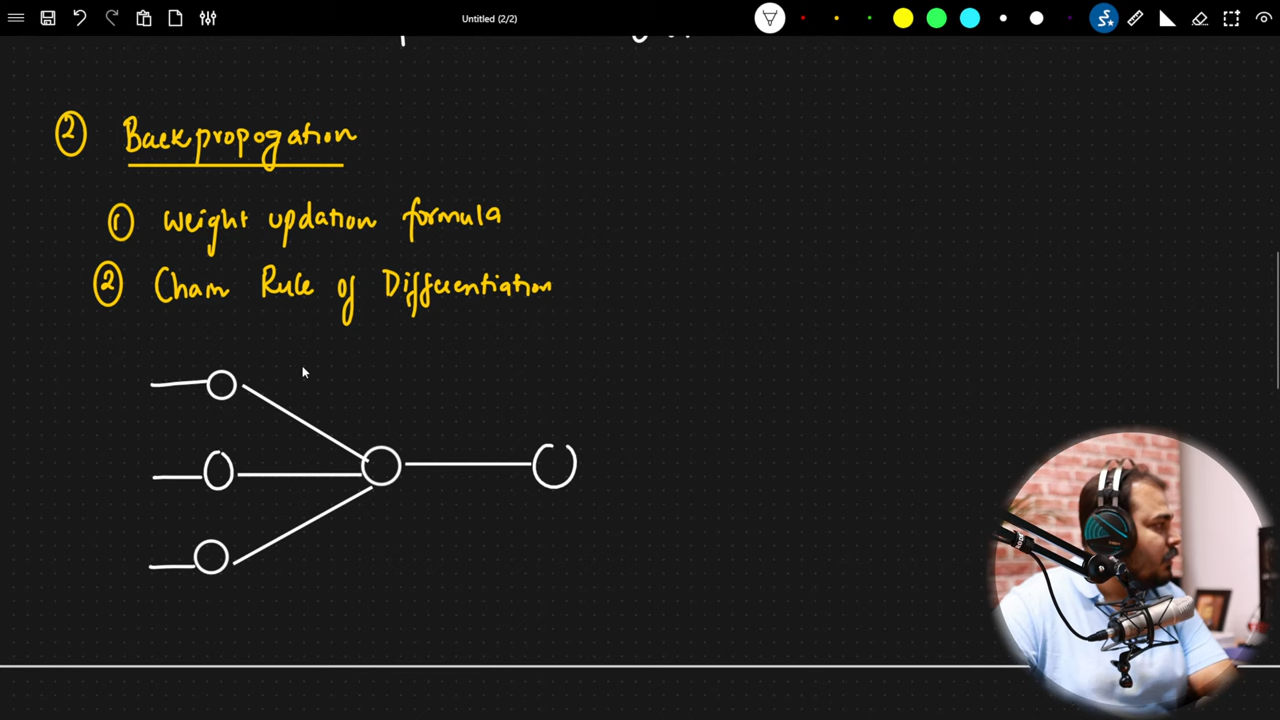 Untitled (2/2)
② Backpropogation
① Weight updation formula
② Chain Rule of Differentiation